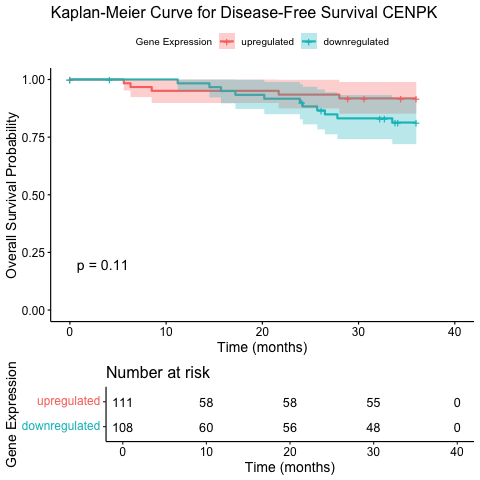 Kaplan-Meier Curve for Disease-Free Survival CENPK
Gene Expression upregulated downregulated
Overall Survival Probability
1.00
0.75
0.50
0.25
0.00
p = 0.11
0 10 20 30 40
Time (months)
Number at risk
Gene Expression
upregulated 111 58 58 55 0
downregulated 108 60 56 48 0
0 10 20 30 40
Time (months)